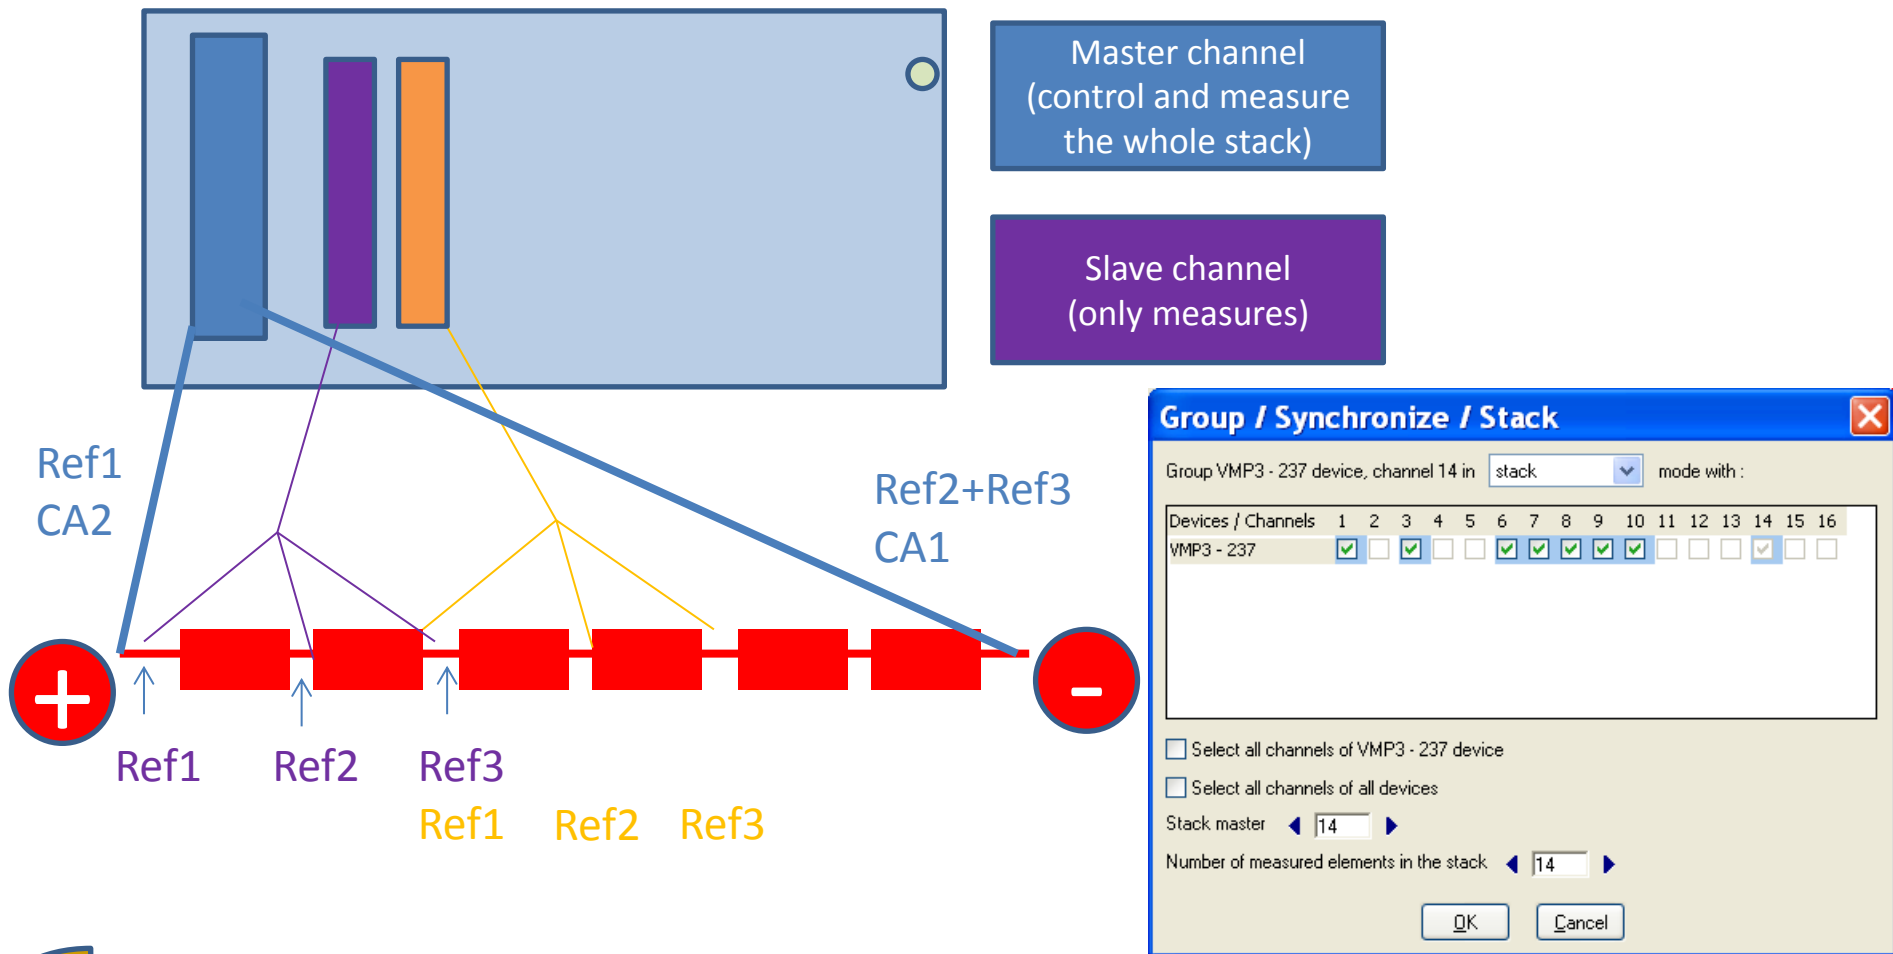 Master channel
(control and measure
the whole stack)
Slave channel
(only measures)
Ref1
CA2
Ref2+Ref3
CA1
+
-
Ref1 Ref2 Ref3
Ref1 Ref2 Ref3
Group / Synchronize / Stack
Group VMP3 - 237 device, channel 14 in stack mode with :
Devices / Channels 1 2 3 4 5 6 7 8 9 10 11 12 13 14 15 16
VMP3 - 237
Select all channels of VMP3 - 237 device
Select all channels of all devices
Stack master 14
Number of measured elements in the stack 14
OK Cancel